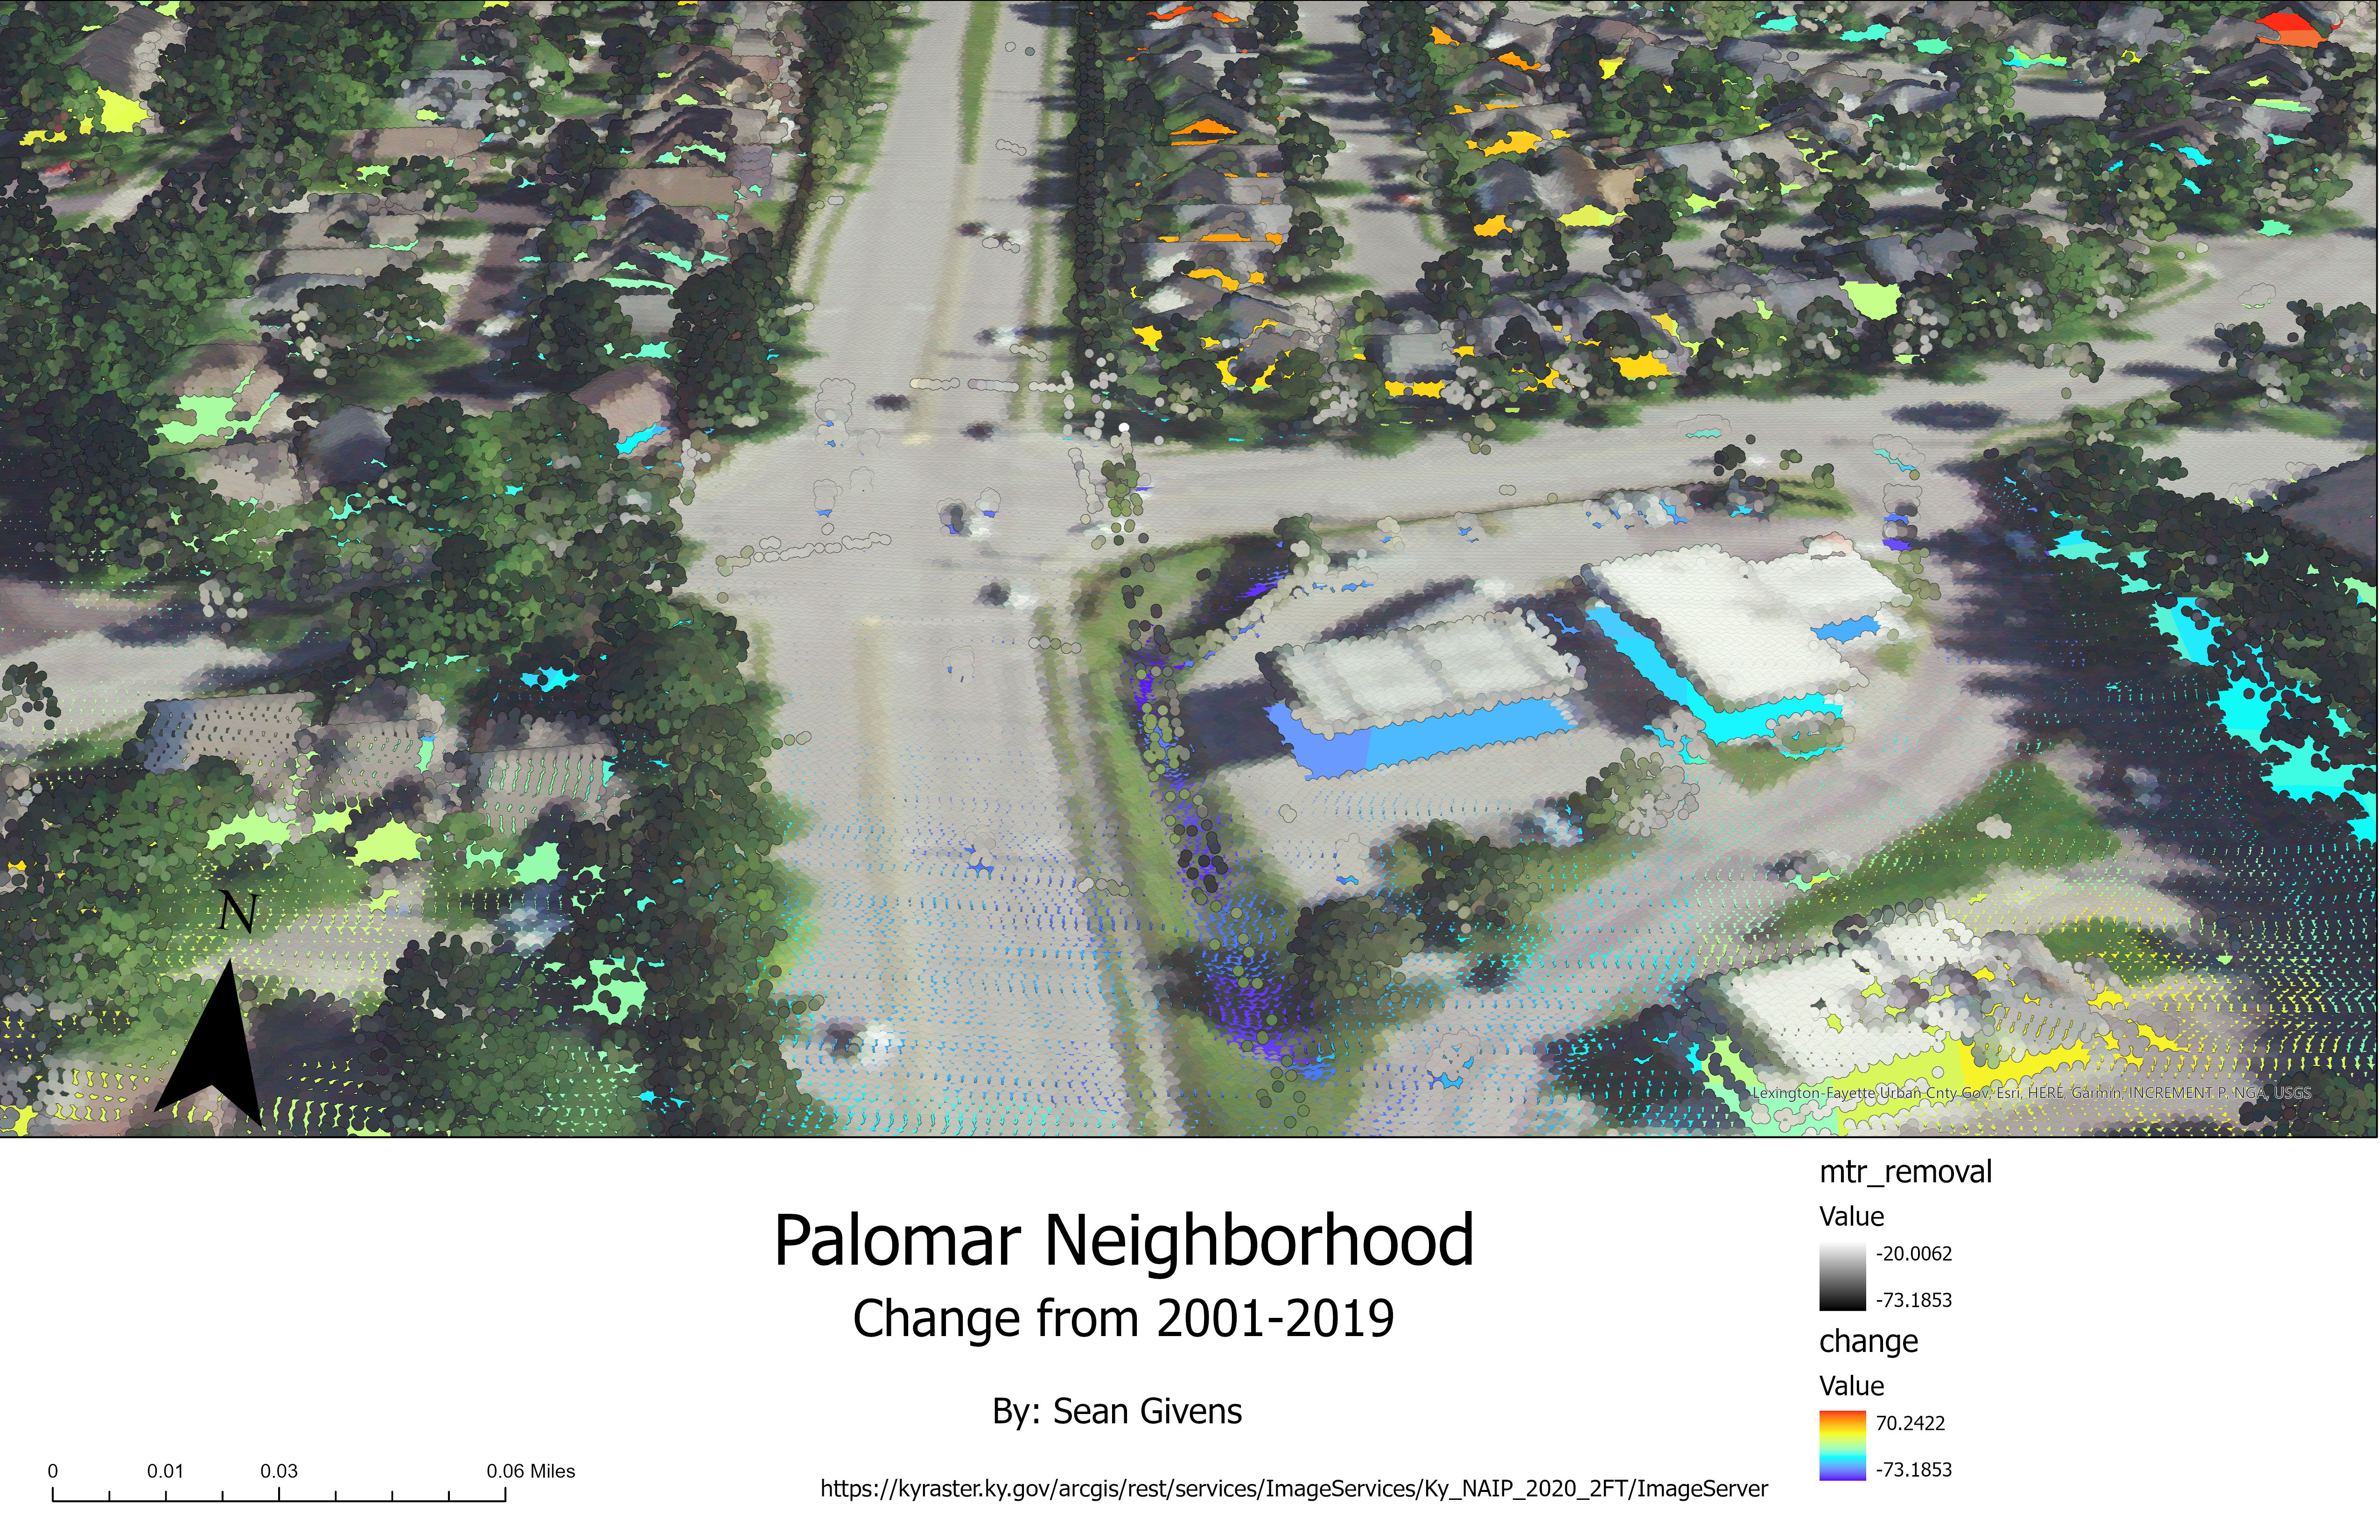 N
Lexington-Fayette Urban Cnty Gov, Esri, HERE, Garmin, INCREMENT P, NGA, USGS
Palomar Neighborhood
Change from 2001-2019
By: Sean Givens
https://kyraster.ky.gov/arcgis/rest/services/ImageServices/Ky_NAIP_2020_2FT/ImageServer
0 0.01 0.03 0.06 Miles
mtr_removal
Value
-20.0062
-73.1853
change
Value
70.2422
-73.1853